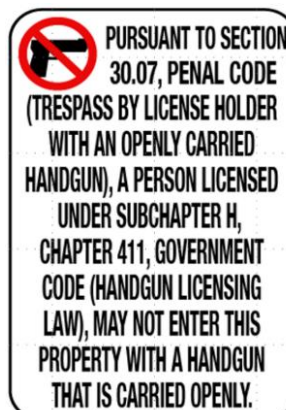 PURSUANT TO SECTION
30.07, PENAL CODE
(TRESPASS BY LICENSE HOLDER
WITH AN OPENLY CARRIED
HANDGUN), A PERSON LICENSED
UNDER SUBCHAPTER H,
CHAPTER 411, GOVERNMENT
CODE (HANDGUN LICENSING
LAW), MAY NOT ENTER THIS
PROPERTY WITH A HANDGUN
THAT IS CARRIED OPENLY.